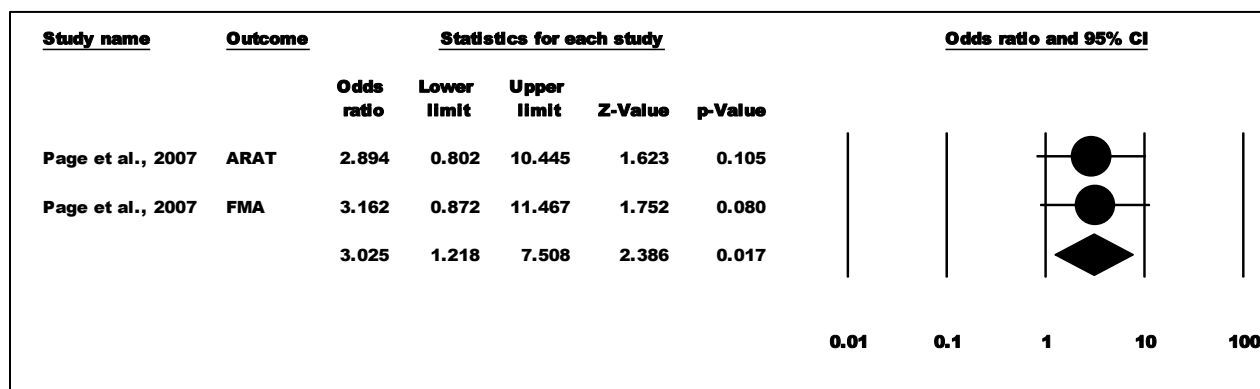 Study name Outcome Statistics for each study Odds ratio and 95% CI
Odds Lower Upper
ratio limit limit Z-Value p-Value
Page et al., 2007 ARAT 2.894 0.802 10.445 1.623 0.105
Page et al., 2007 FMA 3.162 0.872 11.467 1.752 0.080
3.025 1.218 7.508 2.386 0.017
0.01 0.1 1 10 100